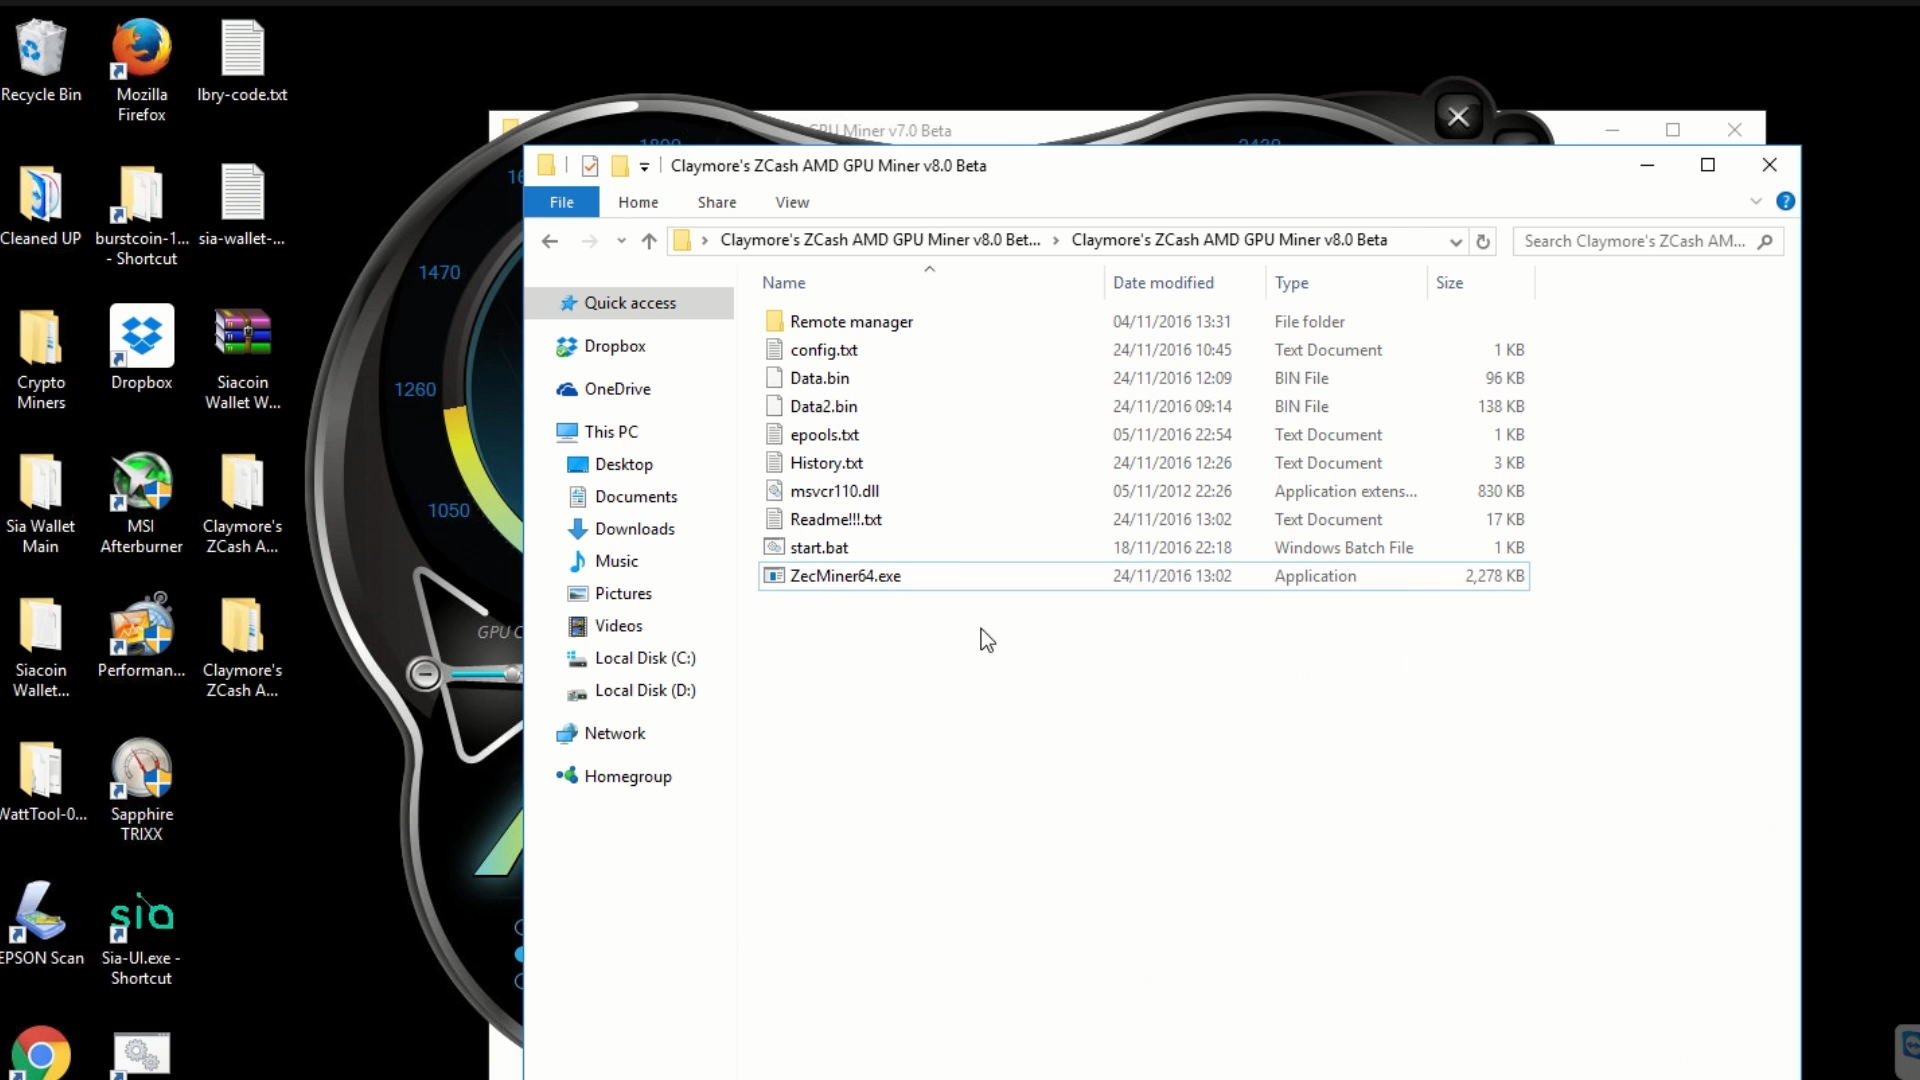 Recycle Bin
Mozilla
Firefox
lbry-code.txt
Cleaned UP
burstcoin-1...
- Shortcut
sia-wallet-...
Crypto
Miners
Dropbox
Siacoin
Wallet W...
Sia Wallet
Main
MSI
Afterburner
Claymore's
ZCash A...
Siacoin
Wallet...
Performan...
Claymore's
ZCash A...
WattTool-0...
Sapphire
TRIXX
EPSON Scan
sia
Sia-UI.exe -
Shortcut
1470
1260
1050
GPU C
GPU Miner v7.0 Beta
Claymore's ZCash AMD GPU Miner v8.0 Beta
File Home Share View
Claymore's ZCash AMD GPU Miner v8.0 Bet... Claymore's ZCash AMD GPU Miner v8.0 Beta
Search Claymore's ZCash AM...
Quick access
Dropbox
OneDrive
This PC
Desktop
Documents
Downloads
Music
Pictures
Videos
Local Disk (C:)
Local Disk (D:)
Network
Homegroup
Name Date modified Type Size
Remote manager 04/11/2016 13:31 File folder
config.txt 24/11/2016 10:45 Text Document 1 KB
Data.bin 24/11/2016 12:09 BIN File 96 KB
Data2.bin 24/11/2016 09:14 BIN File 138 KB
epools.txt 05/11/2016 22:54 Text Document 1 KB
History.txt 24/11/2016 12:26 Text Document 3 KB
msvcr110.dll 05/11/2012 22:26 Application extens... 830 KB
Readme!!!.txt 24/11/2016 13:02 Text Document 17 KB
start.bat 18/11/2016 22:18 Windows Batch File 1 KB
ZecMiner64.exe 24/11/2016 13:02 Application 2,278 KB